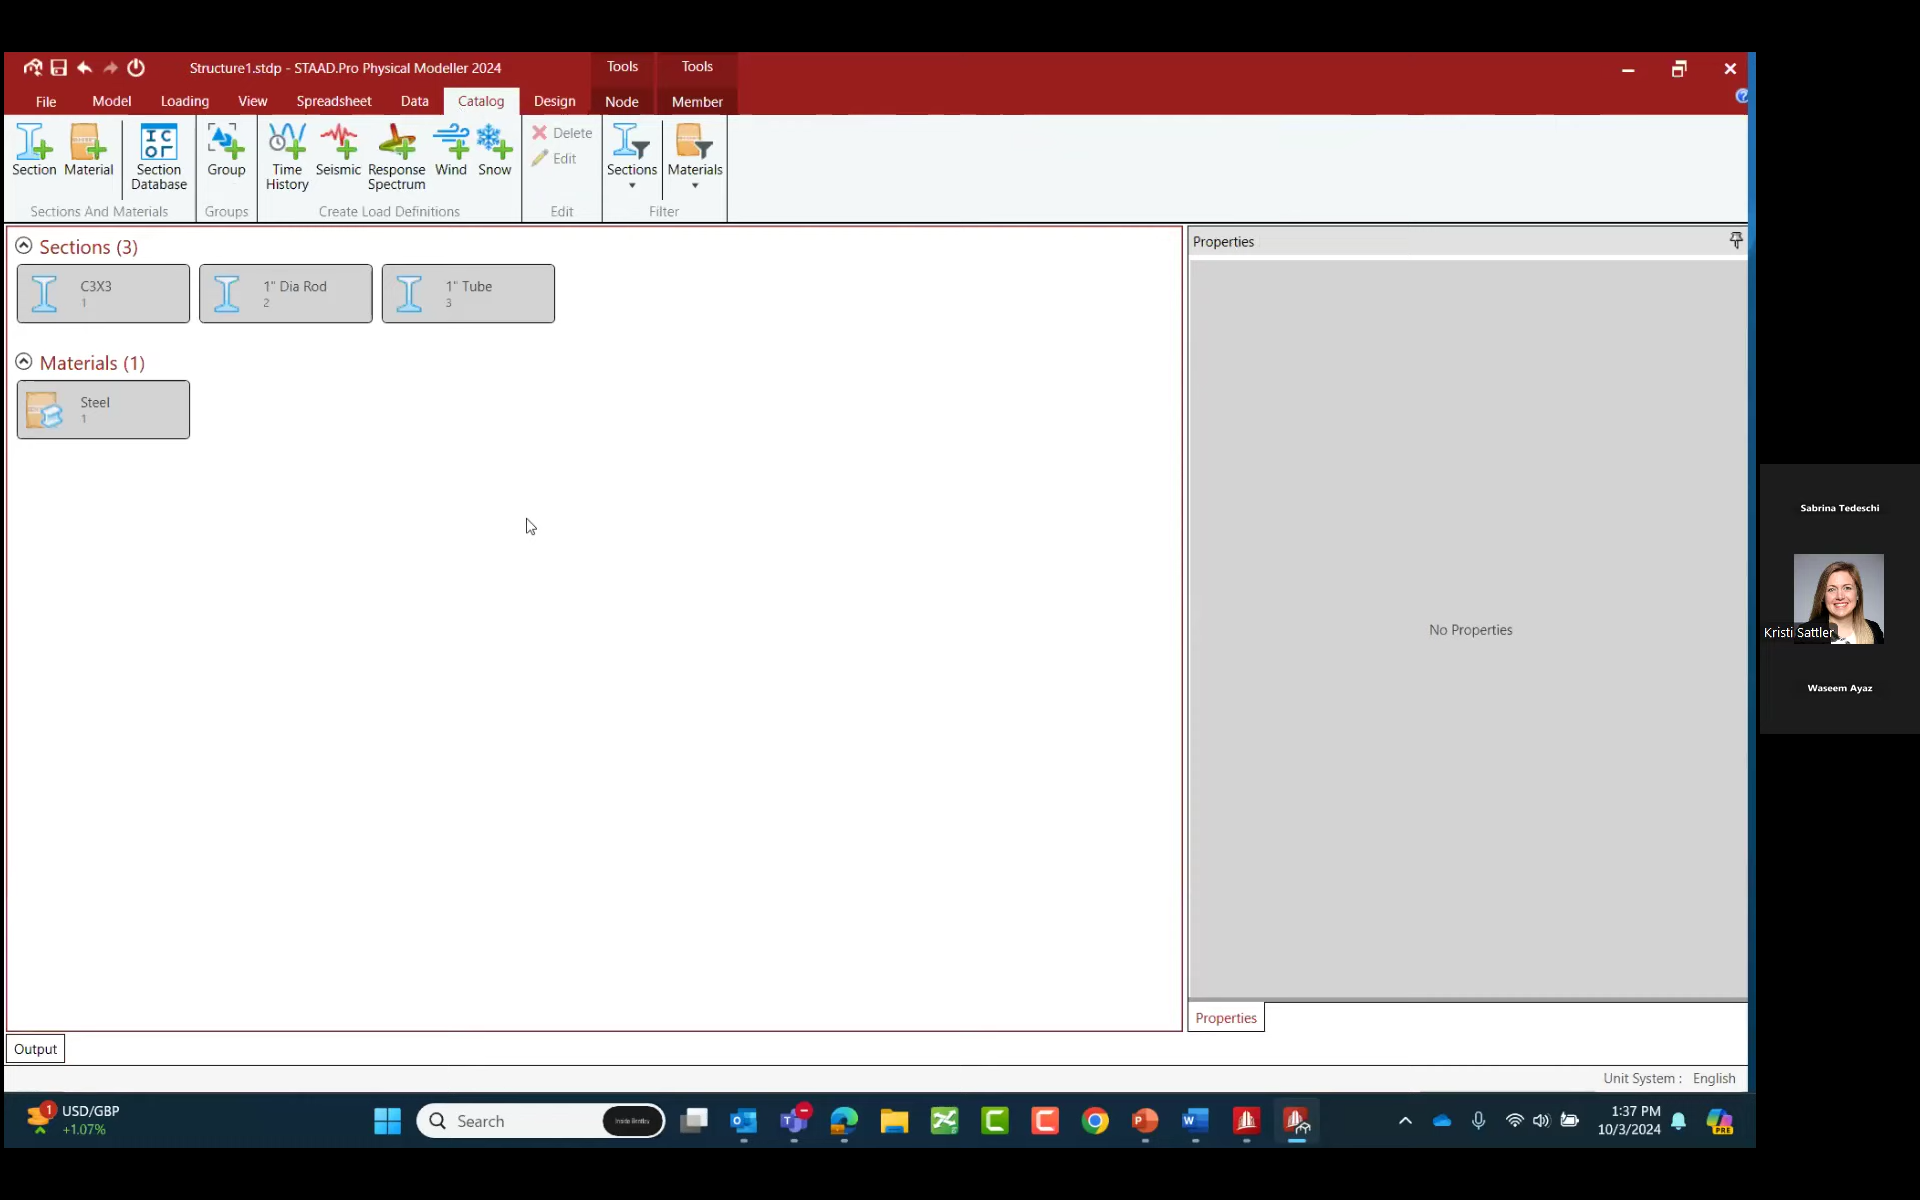 Structure1.stdp - STAAD.Pro Physical Modeller 2024
Tools
Tools
File
Model
Loading
View
Spreadsheet
Data
Catalog
Design
Node
Member
Section
Material
Section
Database
Group
Time
History
Seismic
Response
Spectrum
Wind
Snow
Delete
Edit
Sections
Materials
Sections And Materials
Groups
Create Load Definitions
Edit
Filter
Sections (3)
C3X3
1
1" Dia Rod
2
1" Tube
3
Materials (1)
Steel
1
Properties
No Properties
Properties
Output
Unit System : English
Sabrina Tedeschi
Kristi Sattler
Waseem Ayaz
1
USD/GBP
+1.07%
Search
Inside Bentley
1:37 PM
10/3/2024
PRE